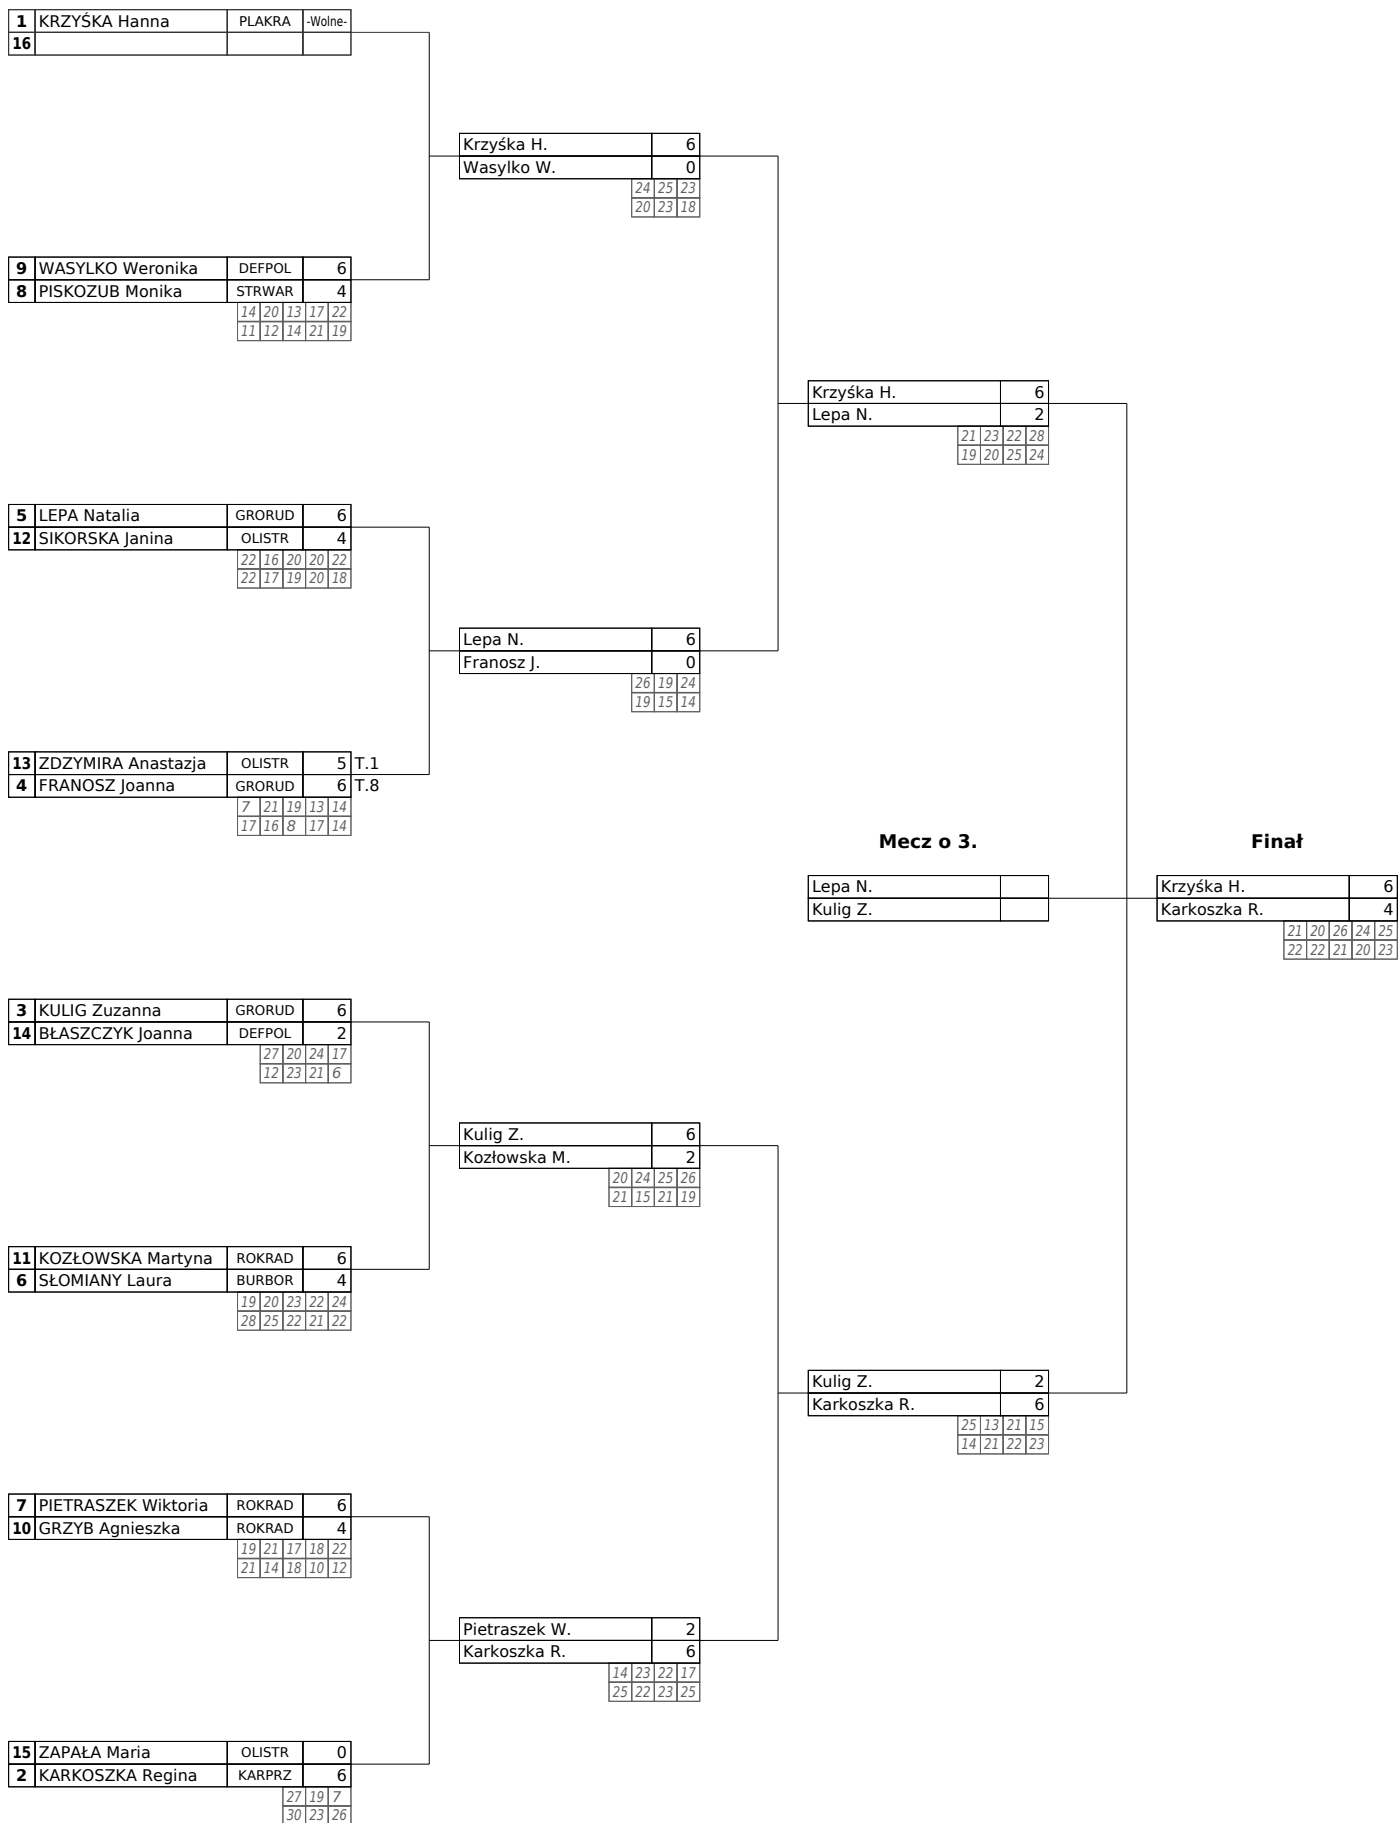 1 KRZYŚKA Hanna PLAKRA -Wolne-
16
Krzyśka H. 6
Wasylko W. 0
24 25 23
20 23 18
9 WASYLKO Weronika DEFPOL 6
8 PISKOZUB Monika STRWAR 4
14 20 13 17 22
11 12 14 21 19
Krzyśka H. 6
Lepa N. 2
21 23 22 28
19 20 25 24
5 LEPA Natalia GRORUD 6
12 SIKORSKA Janina OLISTR 4
22 16 20 20 22
22 17 19 20 18
Lepa N. 6
Franosz J. 0
26 19 24
19 15 14
13 ZDZYMIRA Anastazja OLISTR 5 T.1
4 FRANOSZ Joanna GRORUD 6 T.8
7 21 19 13 14
17 16 8 17 14
Mecz o 3. Finał
Lepa N. Krzyśka H. 6
Kulig Z. Karkoszka R. 4
21 20 26 24 25
22 22 21 20 23
3 KULIG Zuzanna GRORUD 6
14 BŁASZCZYK Joanna DEFPOL 2
27 20 24 17
12 23 21 6
Kulig Z. 6
Kozłowska M. 2
20 24 25 26
21 15 21 19
11 KOZŁOWSKA Martyna ROKRAD 6
6 SŁOMIANY Laura BURBOR 4
19 20 23 22 24
28 25 22 21 22
Kulig Z. 2
Karkoszka R. 6
25 13 21 15
14 21 22 23
7 PIETRASZEK Wiktoria ROKRAD 6
10 GRZYB Agnieszka ROKRAD 4
19 21 17 18 22
21 14 18 10 12
Pietraszek W. 2
Karkoszka R. 6
14 23 22 17
25 22 23 25
15 ZAPAŁA Maria OLISTR 0
2 KARKOSZKA Regina KARPRZ 6
27 19 7
30 23 26